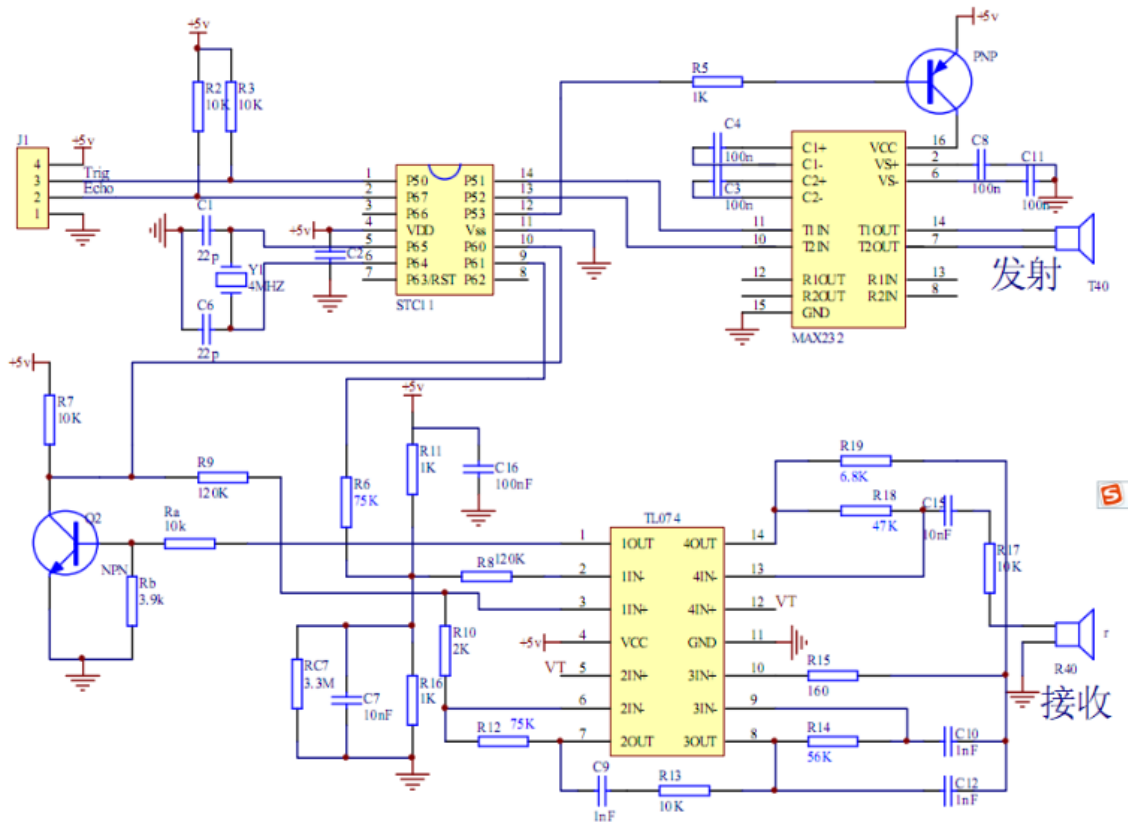 +5v
+5v
PNP
R5
1K
R2
10K
R3
10K
J1
+5v
4
3
2
1
Trig
Echo
C1
22p
C6
22p
Y1
4MHZ
+5v
C2
1
2
3
4
5
6
7
P50
P67
P66
VDD
P65
P64
P63/RST
P51
P52
P53
Vss
P60
P61
P62
14
13
12
11
10
9
8
STC11
C4
100n
C3
100n
C1+
C1-
C2+
C2-
VCC
VS+
VS-
16
2
6
C8
100n
C11
100n
11
10
T1IN
T2IN
T1OUT
T2OUT
14
7
12
15
R1OUT
R2OUT
GND
R1IN
R2IN
13
8
MAX232
发射
T40
+5v
R7
10K
R9
120K
Ra
10k
Q2
NPN
Rb
3.9k
+5v
R11
1K
C16
100nF
R6
75K
R8
120K
RC7
3.3M
C7
10nF
R16
1K
R10
2K
R12
75K
C9
1nF
R13
10K
TL074
1
2
3
4
5
6
7
+5v
VT
1OUT
1IN-
1IN+
VCC
2IN+
2IN-
2OUT
4OUT
4IN-
4IN+
GND
3IN+
3IN-
3OUT
14
13
12
11
10
9
8
VT
R19
6.8K
R18
47K
C15
10nF
R17
10K
R15
160
R14
56K
C10
1nF
C12
1nF
r
R40
接收
S